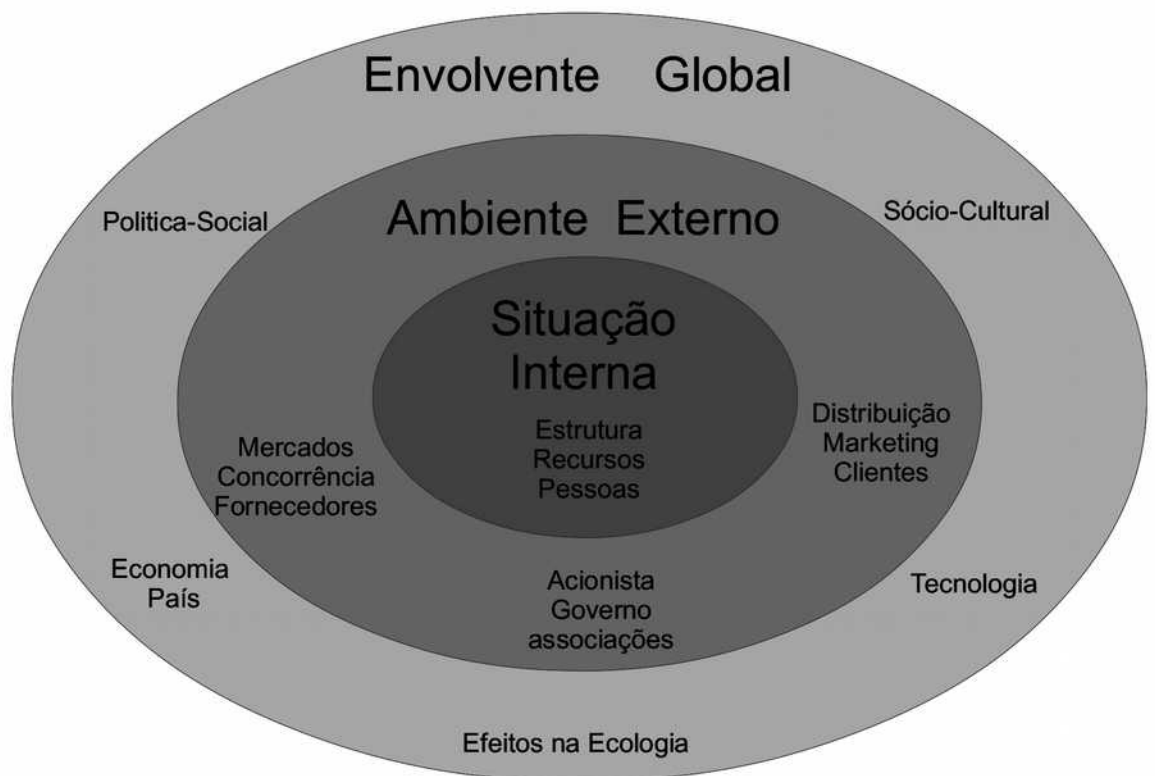 Envolvente Global
Politica-Social
Sócio-Cultural
Ambiente Externo
Situação
Interna
Estrutura
Recursos
Pessoas
Mercados
Concorrência
Fornecedores
Distribuição
Marketing
Clientes
Acionista
Governo
associações
Economia
País
Tecnologia
Efeitos na Ecologia